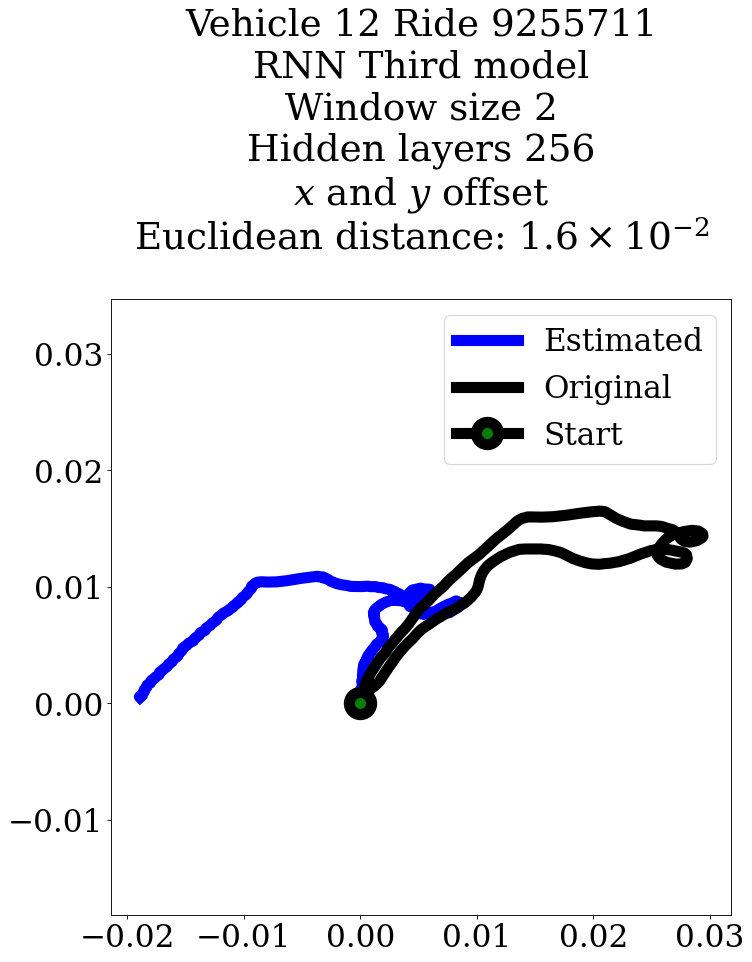 Vehicle 12 Ride 9255711
RNN Third model
Window size 2
Hidden layers 256
x and y offset
Euclidean distance: 1.6 × 10⁻²
Estimated
Original
Start
0.03
0.02
0.01
0.00
−0.01
−0.02 −0.01 0.00 0.01 0.02 0.03